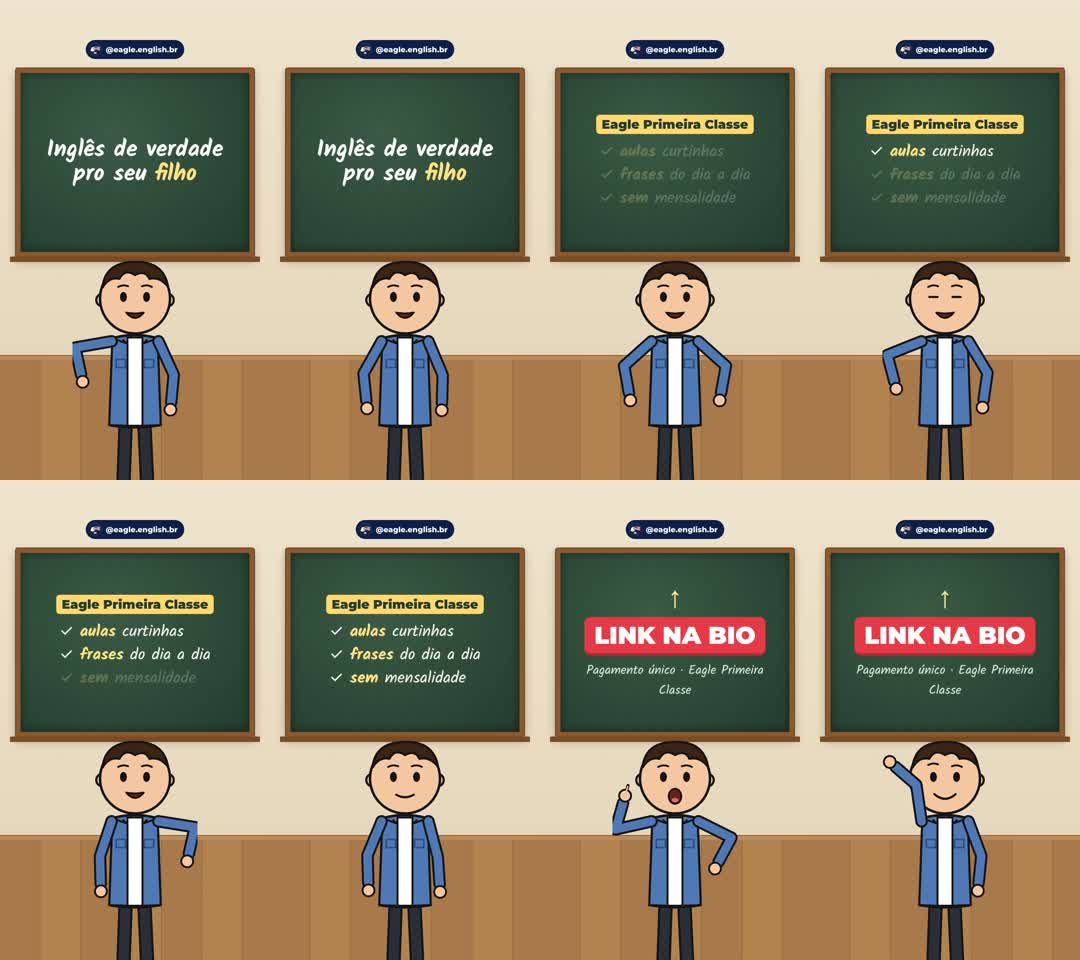 @eagle.english.br
Inglês de verdade
pro seu filho
@eagle.english.br
Inglês de verdade
pro seu filho
@eagle.english.br
Eagle Primeira Classe
✓ aulas curtinhas
✓ frases do dia a dia
✓ sem mensalidade
@eagle.english.br
Eagle Primeira Classe
✓ aulas curtinhas
✓ frases do dia a dia
✓ sem mensalidade
@eagle.english.br
Eagle Primeira Classe
✓ aulas curtinhas
✓ frases do dia a dia
✓ sem mensalidade
@eagle.english.br
Eagle Primeira Classe
✓ aulas curtinhas
✓ frases do dia a dia
✓ sem mensalidade
@eagle.english.br
↑
LINK NA BIO
Pagamento único · Eagle Primeira
Classe
@eagle.english.br
↑
LINK NA BIO
Pagamento único · Eagle Primeira
Classe